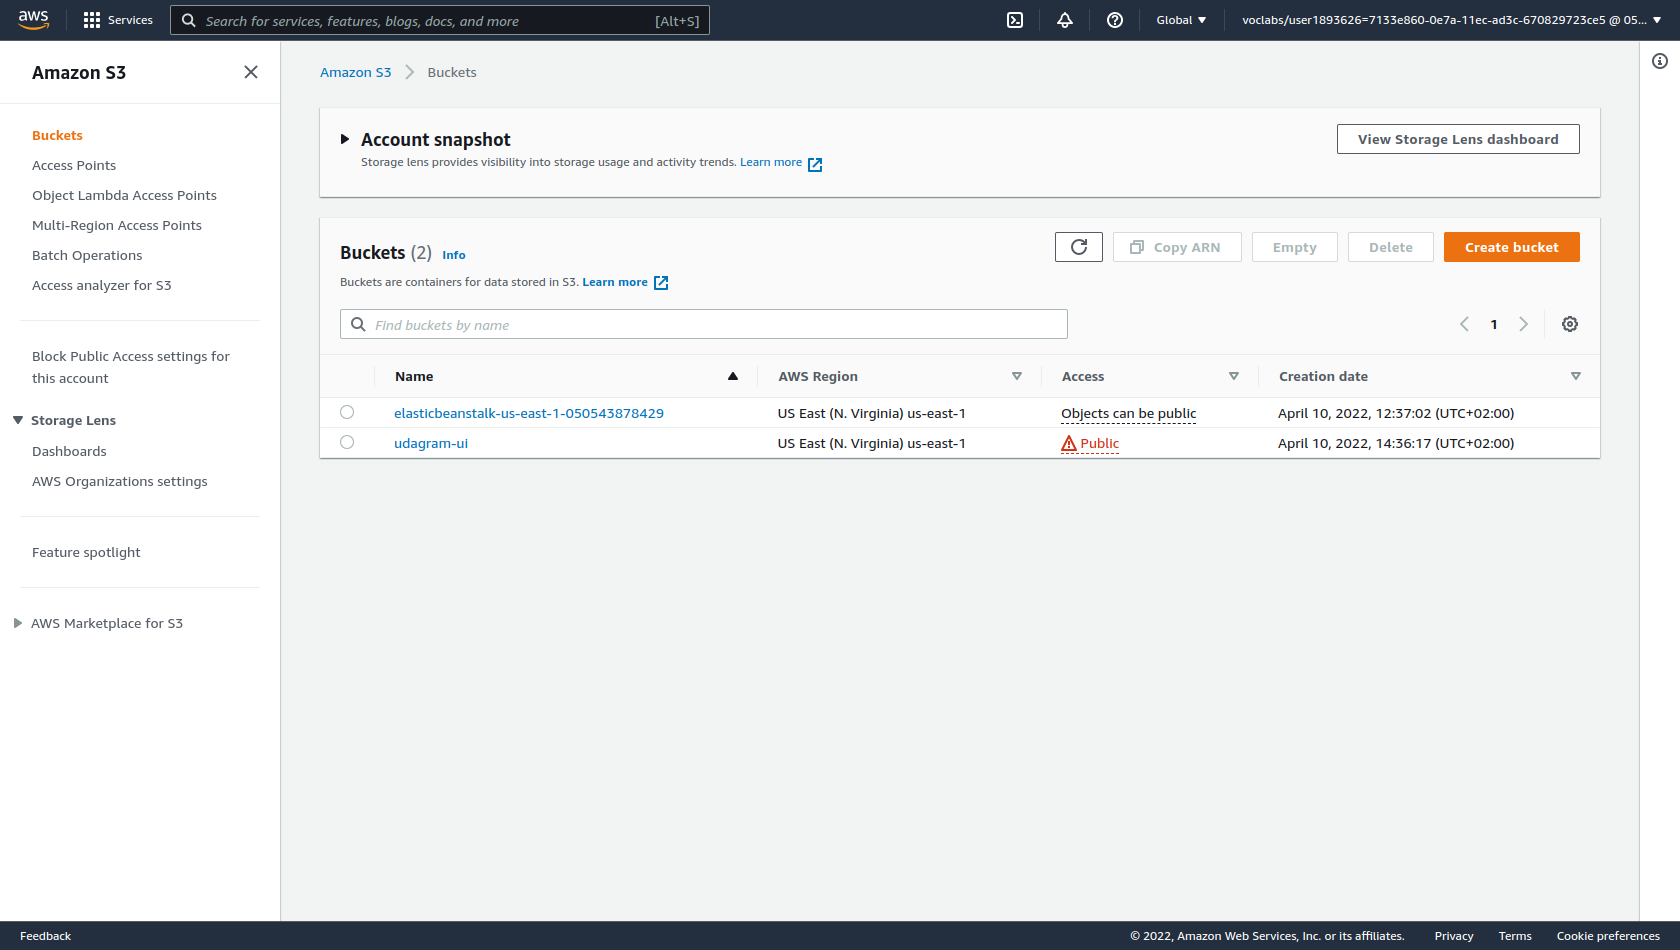 aws
Services
Search for services, features, blogs, docs, and more [Alt+S]
Global
voclabs/user1893626=7133e860-0e7a-11ec-ad3c-670829723ce5 @ 05...
Amazon S3
Buckets
Access Points
Object Lambda Access Points
Multi-Region Access Points
Batch Operations
Access analyzer for S3
Block Public Access settings for
this account
Storage Lens
Dashboards
AWS Organizations settings
Feature spotlight
AWS Marketplace for S3
Amazon S3 Buckets
Account snapshot
Storage lens provides visibility into storage usage and activity trends. Learn more
View Storage Lens dashboard
Buckets (2) Info
Copy ARN
Empty
Delete
Create bucket
Buckets are containers for data stored in S3. Learn more
Find buckets by name
1
Name AWS Region Access Creation date
elasticbeanstalk-us-east-1-050543878429 US East (N. Virginia) us-east-1 Objects can be public April 10, 2022, 12:37:02 (UTC+02:00)
udagram-ui US East (N. Virginia) us-east-1 Public April 10, 2022, 14:36:17 (UTC+02:00)
Feedback
© 2022, Amazon Web Services, Inc. or its affiliates. Privacy Terms Cookie preferences